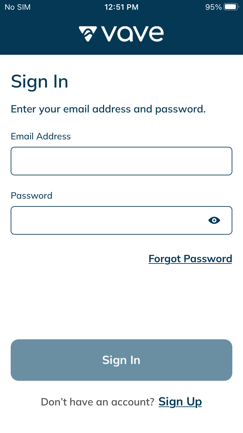 No SIM 12:51 PM 95%
vave
Sign In
Enter your email address and password.
Email Address
Password
Forgot Password
Sign In
Don't have an account? Sign Up